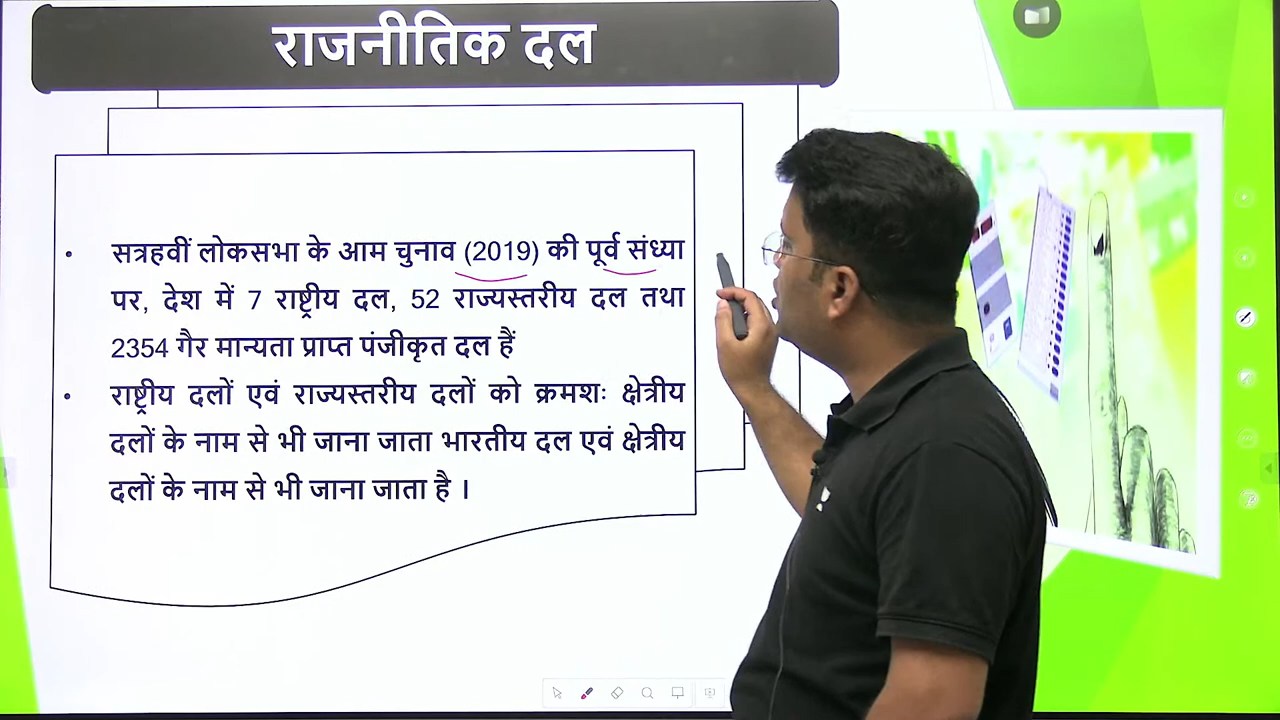 राजनीतिक दल
सत्रहवीं लोकसभा के आम चुनाव (2019) की पूर्व संध्या
पर, देश में 7 राष्ट्रीय दल, 52 राज्यस्तरीय दल तथा
2354 गैर मान्यता प्राप्त पंजीकृत दल हैं
राष्ट्रीय दलों एवं राज्यस्तरीय दलों को क्रमशः क्षेत्रीय
दलों के नाम से भी जाना जाता भारतीय दल एवं क्षेत्रीय
दलों के नाम से भी जाना जाता है ।